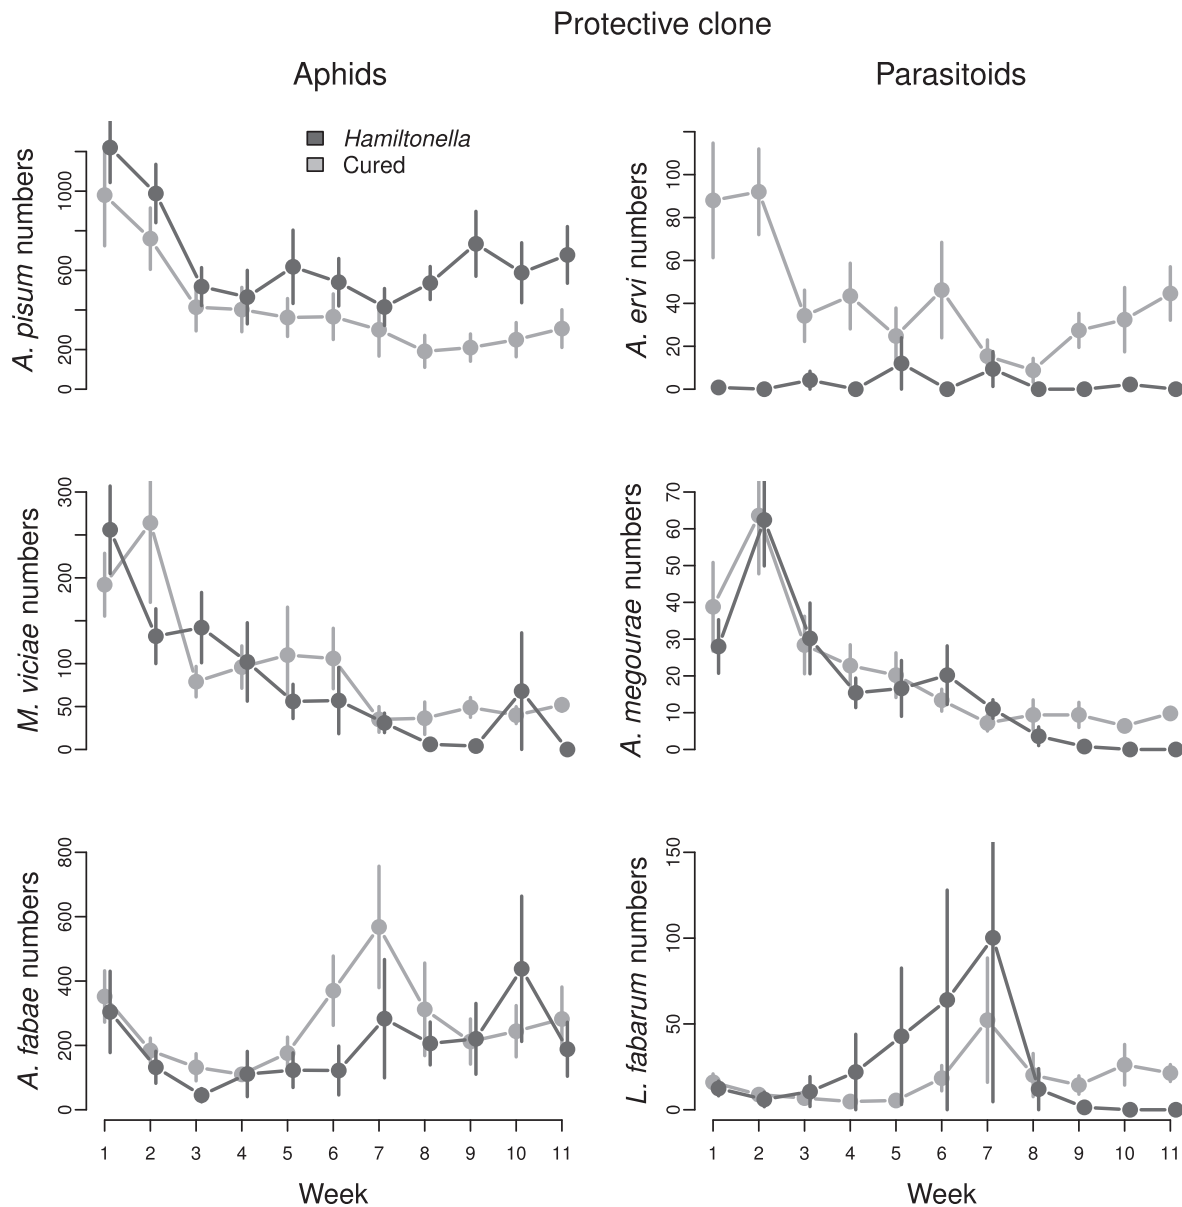 Protective clone
Aphids
Parasitoids
Hamiltonella
Cured
A. pisum numbers
0 200 600 1000
A. ervi numbers
0 20 40 60 80 100
M. viciae numbers
0 50 100 200 300
A. megourae numbers
0 10 20 30 40 50 60 70
A. fabae numbers
0 200 400 600 800
1 2 3 4 5 6 7 8 9 10 11
Week
L. fabarum numbers
0 50 100 150
1 2 3 4 5 6 7 8 9 10 11
Week